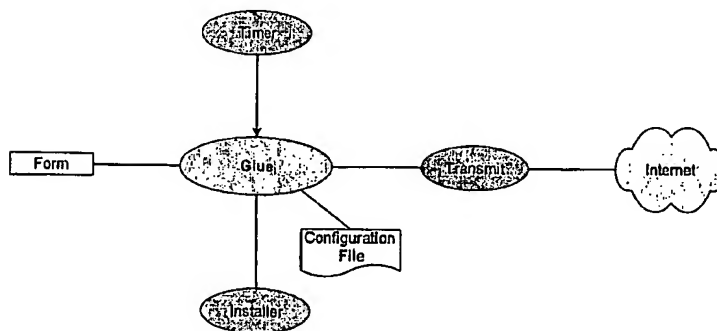 Timer
Form
Glue
Transmit
Internet
Configuration
File
Installer